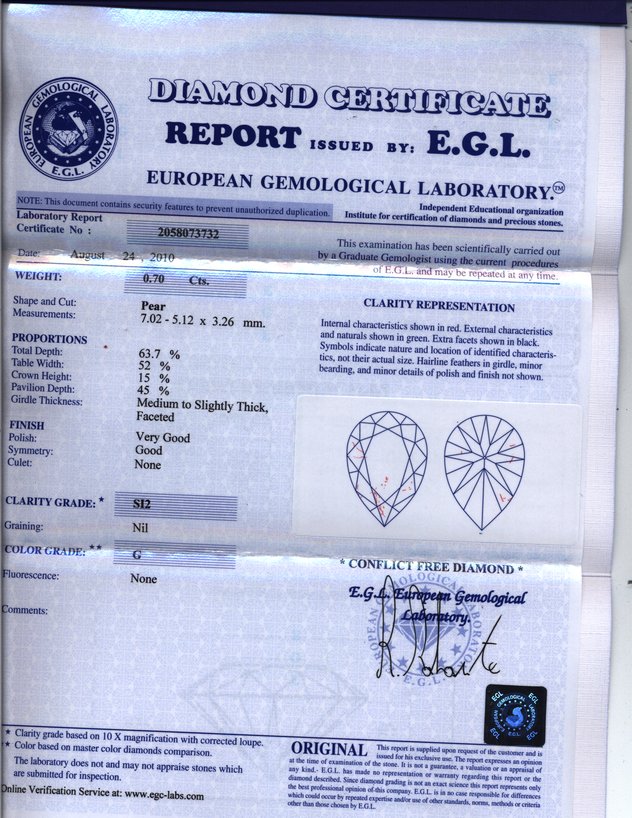 EUROPEAN GEMOLOGICAL LABORATORY
E.G.L.
DIAMOND CERTIFICATE
REPORT ISSUED BY: E.G.L.
EUROPEAN GEMOLOGICAL LABORATORY.™
NOTE: This document contains security features to prevent unauthorized duplication.
Independent Educational organization
Institute for certification of diamonds and precious stones.
Laboratory Report
Certificate No : 2058073732
Date: August 24 , 2010
This examination has been scientifically carried out
by a Graduate Gemologist using the current procedures
of E.G.L. and may be repeated at any time.
WEIGHT: 0.70 Cts.
Shape and Cut: Pear
Measurements: 7.02 - 5.12 x 3.26 mm.
PROPORTIONS
Total Depth: 63.7 %
Table Width: 52 %
Crown Height: 15 %
Pavilion Depth: 45 %
Girdle Thickness: Medium to Slightly Thick,
Faceted
FINISH
Polish: Very Good
Symmetry: Good
Culet: None
CLARITY GRADE: * SI2
Graining: Nil
COLOR GRADE: ** G
Fluorescence: None
Comments:
CLARITY REPRESENTATION
Internal characteristics shown in red. External characteristics
and naturals shown in green. Extra facets shown in black.
Symbols indicate nature and location of identified characteris-
tics, not their actual size. Hairline feathers in girdle, minor
bearding, and minor details of polish and finish not shown.
* CONFLICT FREE DIAMOND *
E.G.L. European Gemological
Laboratory.
EUROPEAN GEMOLOGICAL
E.G.L.
EGL EGL
E.G.L.
EGL EGL
* Clarity grade based on 10 X magnification with corrected loupe.
* Color based on master color diamonds comparison.
The laboratory does not and may not appraise stones which
are submitted for inspection.
Online Verification Service at: www.egc-labs.com
ORIGINAL This report is supplied upon request of the customer and is
issued for his exclusive use. The report expresses an opinion
at the time of examination of the stone. It is not a guarantee, a valuation or an appraisal of
any kind.- E.G.L. has made no representation or warranty regarding this report or the
diamond described. Since diamond grading is not an exact science this report represents only
the best professional opinion of this company. E.G.L. is in no case responsible for differences
which could occur by repeated expertise and/or use of other standards, norms, methods or criteria
other than those chosen by E.G.L.